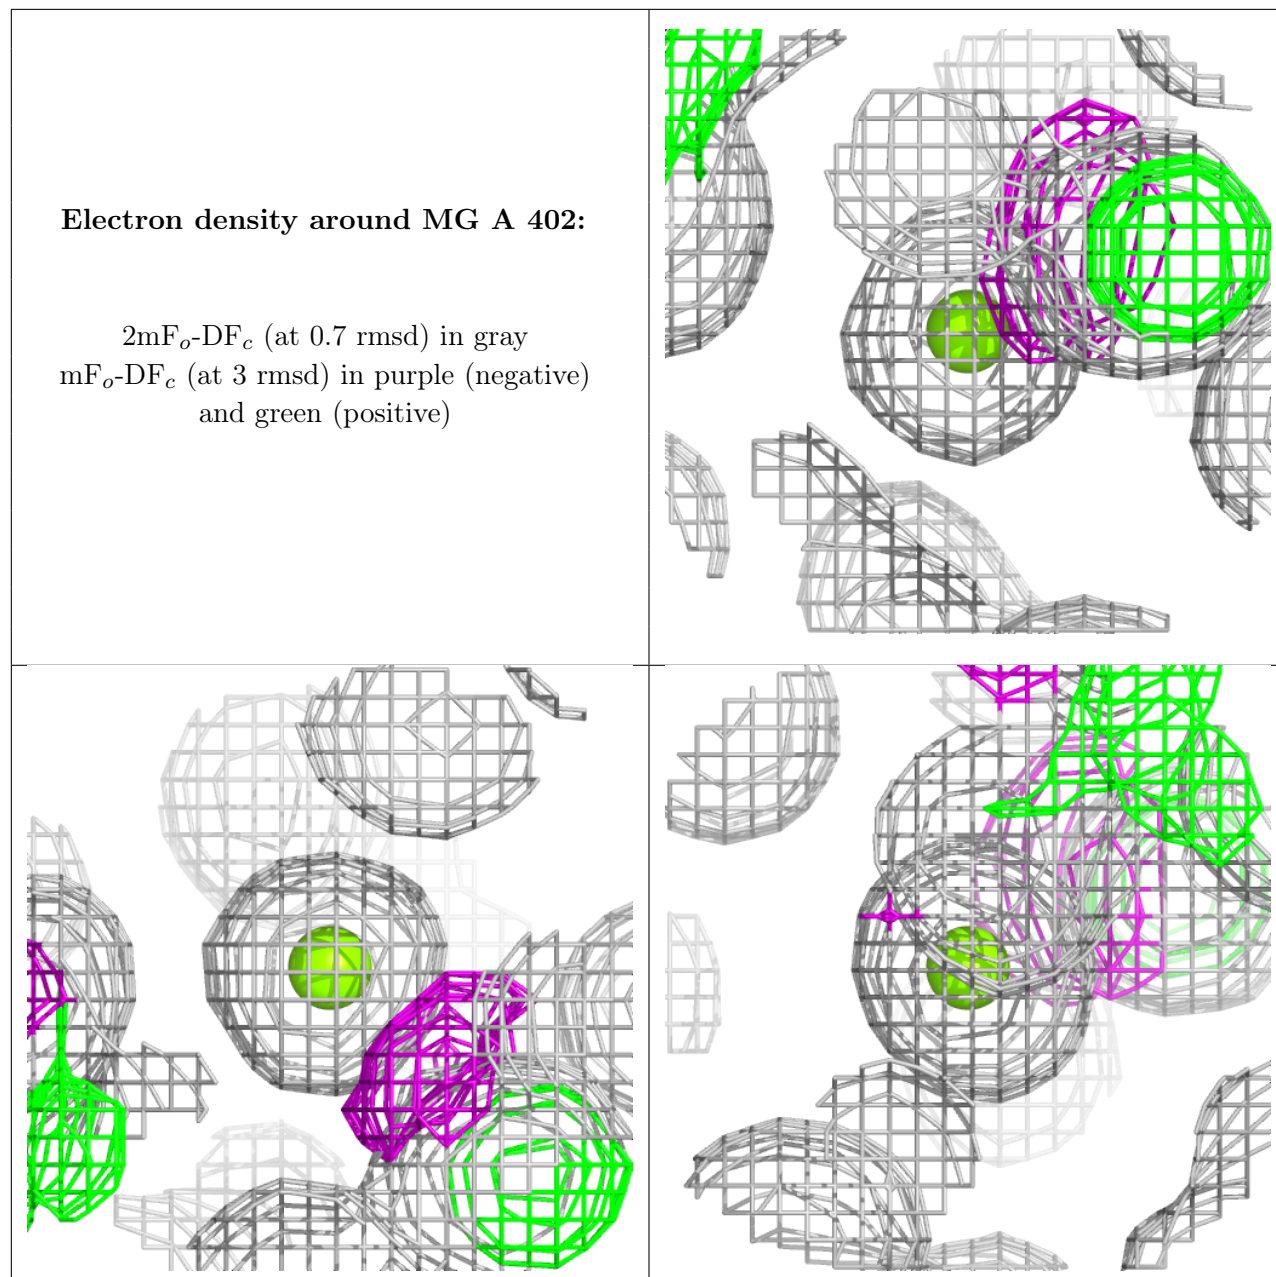 Electron density around MG A 402:
2mFo-DFc (at 0.7 rmsd) in gray
mFo-DFc (at 3 rmsd) in purple (negative)
and green (positive)